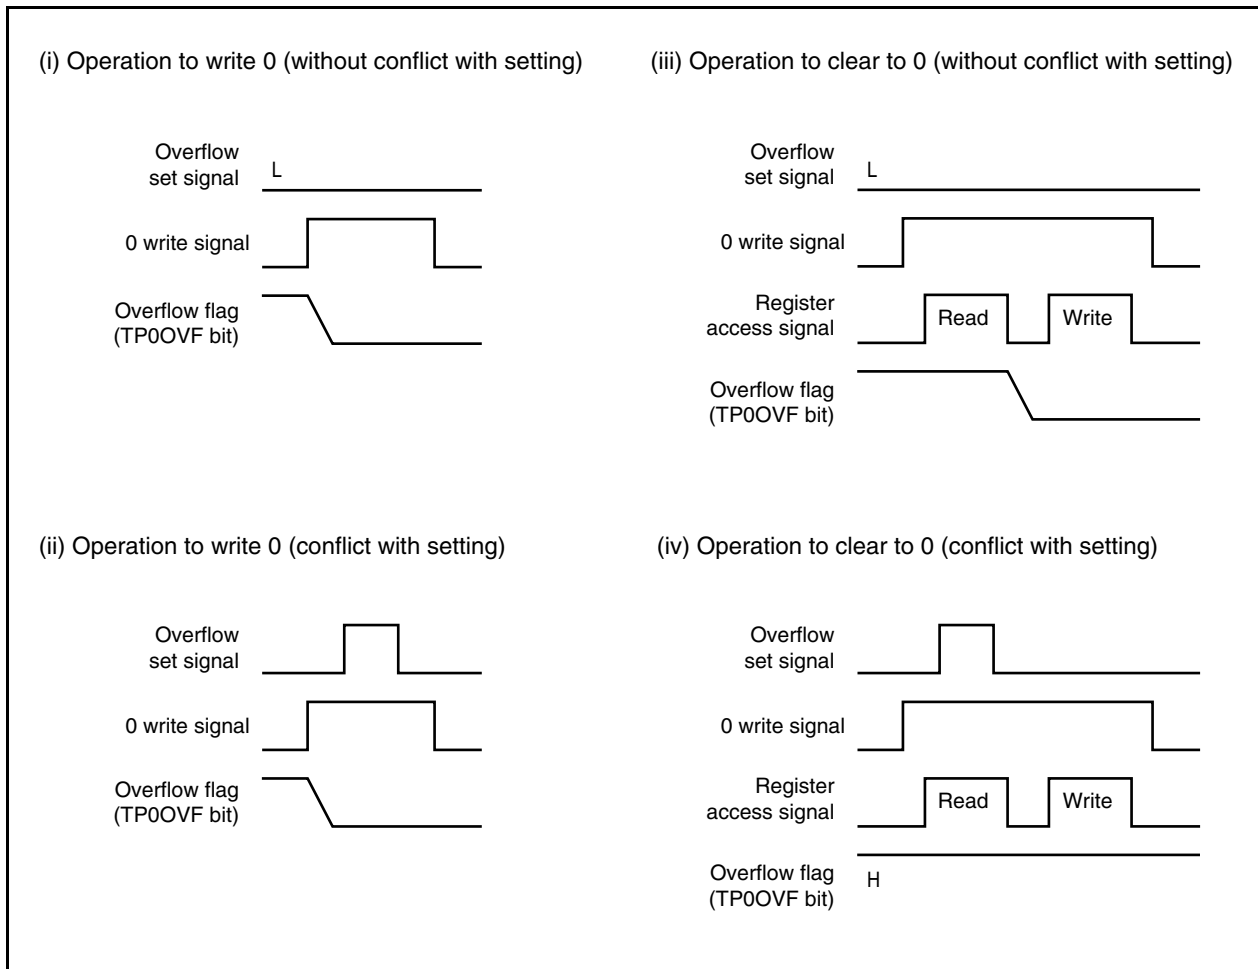 (i) Operation to write 0 (without conflict with setting)
Overflow
set signal
L
0 write signal
Overflow flag
(TP0OVF bit)
(iii) Operation to clear to 0 (without conflict with setting)
Overflow
set signal
L
0 write signal
Register
access signal
Read
Write
Overflow flag
(TP0OVF bit)
(ii) Operation to write 0 (conflict with setting)
Overflow
set signal
0 write signal
Overflow flag
(TP0OVF bit)
(iv) Operation to clear to 0 (conflict with setting)
Overflow
set signal
0 write signal
Register
access signal
Read
Write
Overflow flag
(TP0OVF bit)
H